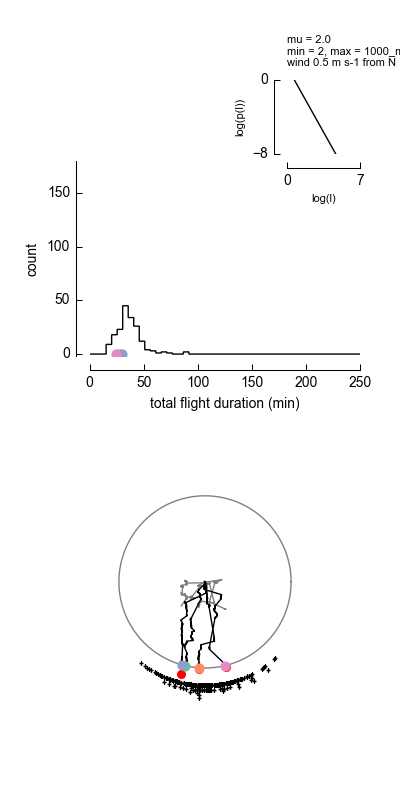 mu = 2.0
min = 2, max = 1000_m
wind 0.5 m s-1 from N
0
log(p(l))
−8
0 7
log(l)
150
100
50
0
count
0 50 100 150 200 250
total flight duration (min)